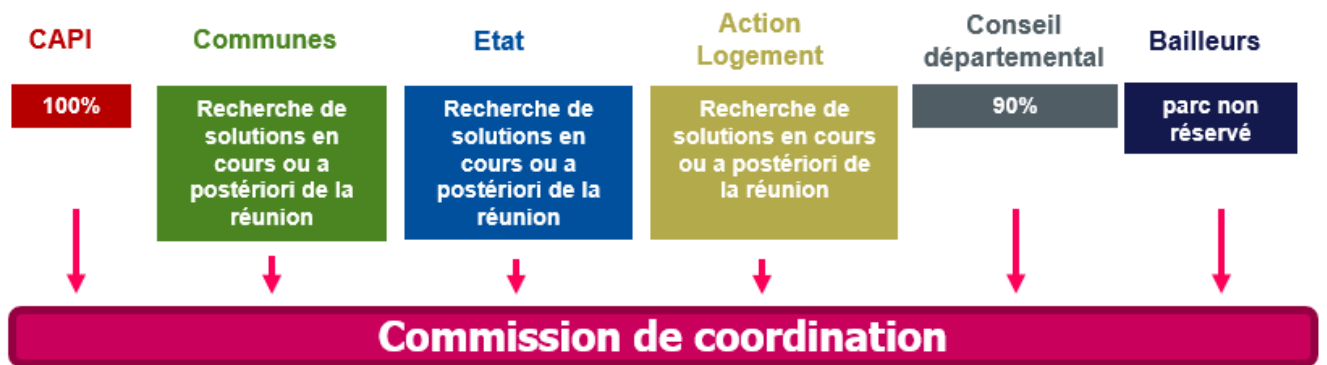 CAPI
100%
Communes
Recherche de
solutions en
cours ou a
postériori de la
réunion
Etat
Recherche de
solutions en
cours ou a
postériori de la
réunion
Action
Logement
Recherche de
solutions en cours
ou a postériori de
la réunion
Conseil
départemental
90%
Bailleurs
parc non
réservé
Commission de coordination